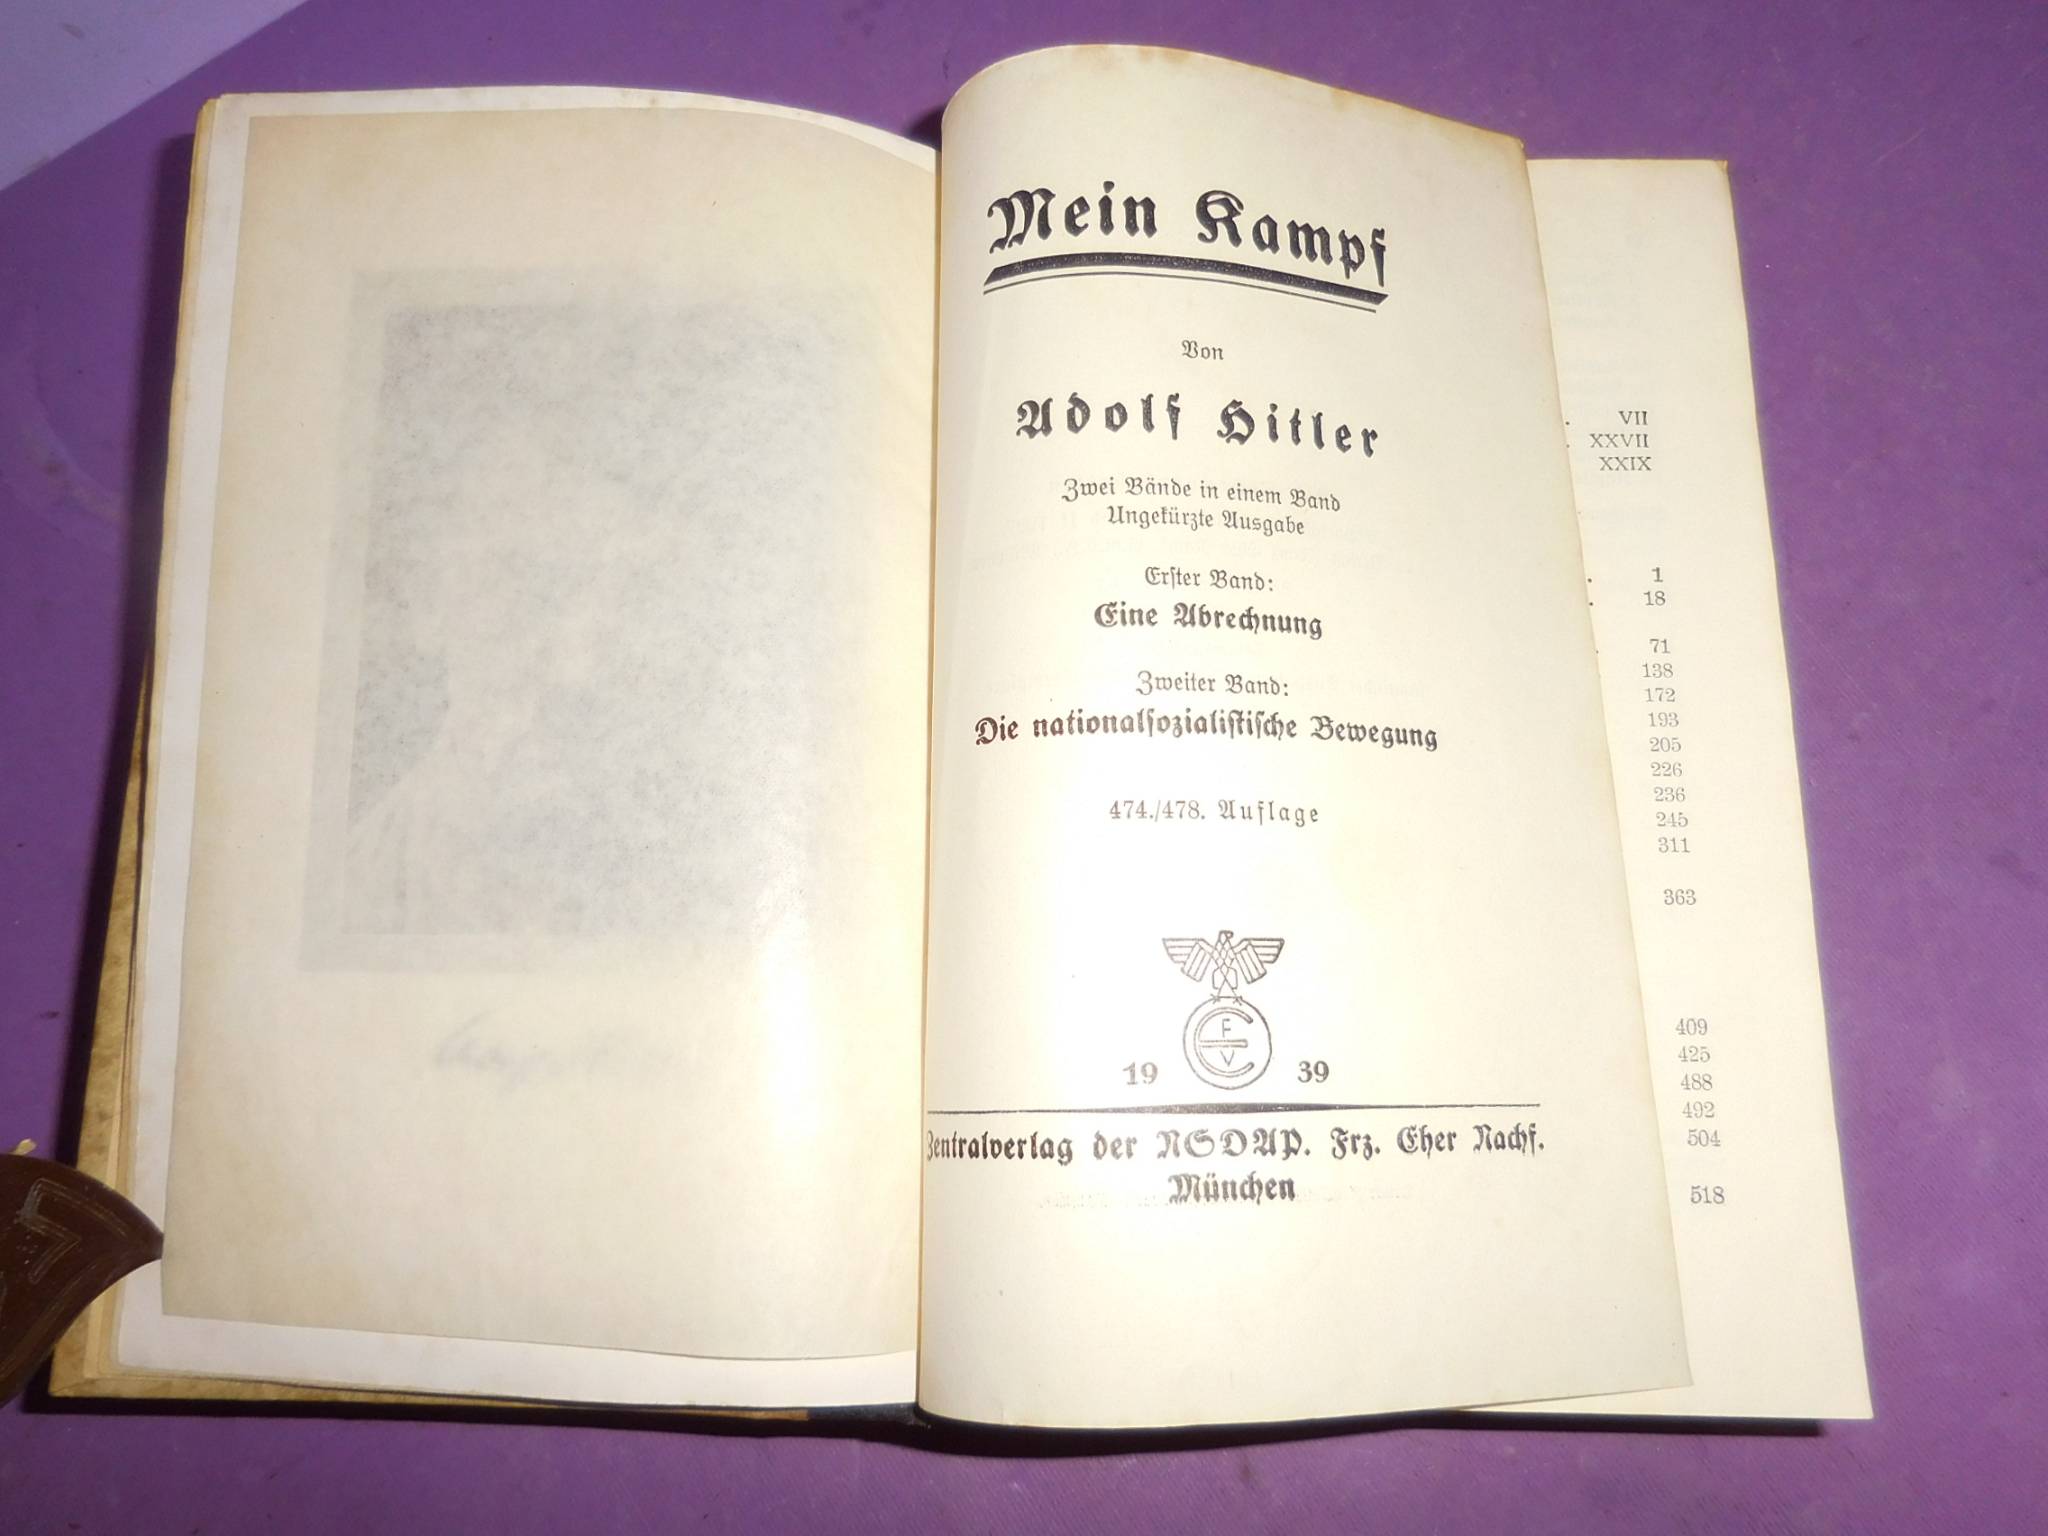 Mein Kampf
Von
Adolf Hitler
Zwei Bände in einem Band
Ungekürzte Ausgabe
Erster Band:
Eine Abrechnung
Zweiter Band:
Die nationalsozialistische Bewegung
474./478. Auflage
F
E
V
19 39
Zentralverlag der NSDAP. Frz. Eher Nachf.
München
. VII
. XXVII
XXIX
. 1
. 18
. 71
138
172
193
205
226
236
245
311
363
409
425
488
492
504
518